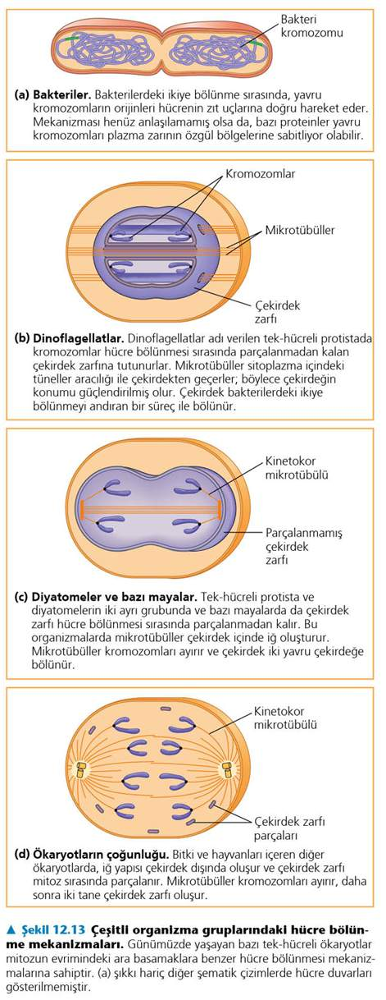 Bakteri
kromozomu
(a) Bakteriler. Bakterilerdeki ikiye bölünme sırasında, yavru
kromozomların orijinleri hücrenin zıt uçlarına doğru hareket eder.
Mekanizması henüz anlaşılamamış olsa da, bazı proteinler yavru
kromozomları plazma zarının özgül bölgelerine sabitliyor olabilir.
Kromozomlar
Mikrotübüller
Çekirdek
zarfı
(b) Dinoflagellatlar. Dinoflagellatlar adı verilen tek-hücreli protistada
kromozomlar hücre bölünmesi sırasında parçalanmadan kalan
çekirdek zarfına tutunurlar. Mikrotübüller sitoplazma içindeki
tüneller aracılığı ile çekirdekten geçerler; böylece çekirdeğin
konumu güçlendirilmiş olur. Çekirdek bakterilerdeki ikiye
bölünmeyi andıran bir süreç ile bölünür.
Kinetokor
mikrotübülü
Parçalanmamış
çekirdek
zarfı
(c) Diyatomeler ve bazı mayalar. Tek-hücreli protista ve
diyatomelerin iki ayrı grubunda ve bazı mayalarda da çekirdek
zarfı hücre bölünmesi sırasında parçalanmadan kalır. Bu
organizmalarda mikrotübüller çekirdek içinde iğ oluşturur.
Mikrotübüller kromozomları ayırır ve çekirdek iki yavru çekirdeğe
bölünür.
Kinetokor
mikrotübülü
Çekirdek zarfı
parçaları
(d) Ökaryotların çoğunluğu. Bitki ve hayvanları içeren diğer
ökaryotlarda, iğ yapısı çekirdek dışında oluşur ve çekirdek zarfı
mitoz sırasında parçalanır. Mikrotübüller kromozomları ayırır, daha
sonra iki tane çekirdek zarfı oluşur.
▲ Şekil 12.13 Çeşitli organizma gruplarındaki hücre bölün-
me mekanizmaları. Günümüzde yaşayan bazı tek-hücreli ökaryotlar
mitozun evrimindeki ara basamaklara benzer hücre bölünmesi mekaniz-
malarına sahiptir. (a) şıkkı hariç diğer şematik çizimlerde hücre duvarları
gösterilmemiştir.